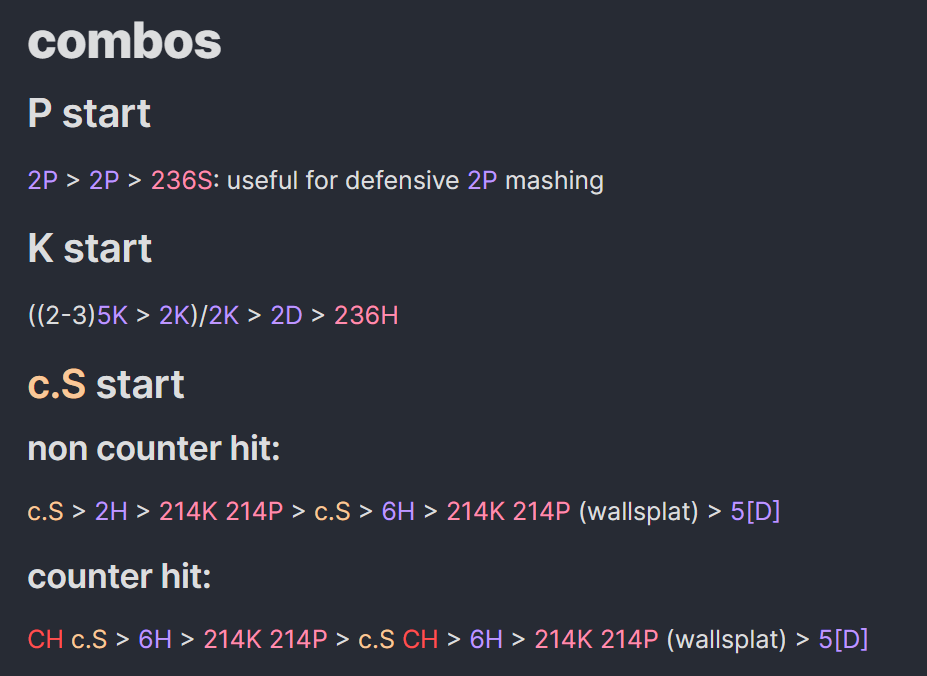 combos
P start
2P > 2P > 236S: useful for defensive 2P mashing
K start
((2-3)5K > 2K)/2K > 2D > 236H
c.S start
non counter hit:
c.S > 2H > 214K 214P > c.S > 6H > 214K 214P (wallsplat) > 5[D]
counter hit:
CH c.S > 6H > 214K 214P > c.S CH > 6H > 214K 214P (wallsplat) > 5[D]